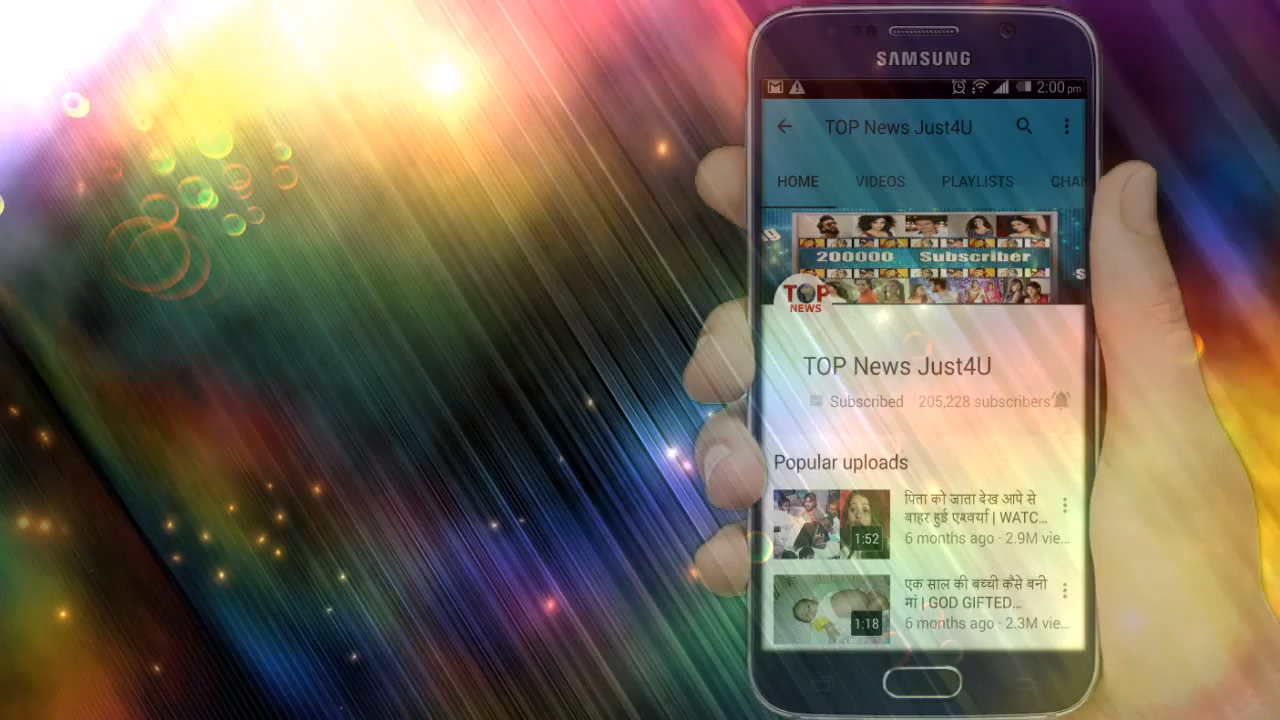 SAMSUNG
2:00 pm
TOP News Just4U
HOME VIDEOS PLAYLISTS CHAN
200000 Subscriber
TOP
NEWS
TOP News Just4U
Subscribed 205,228 subscribers
Popular uploads
पिता को जाता देख आपे से
बाहर हुई एश्वर्या | WATC...
1:52
6 months ago · 2.9M vie...
एक साल की बच्ची कैसे बनी
मां | GOD GIFTED...
1:18
6 months ago · 2.3M vie...